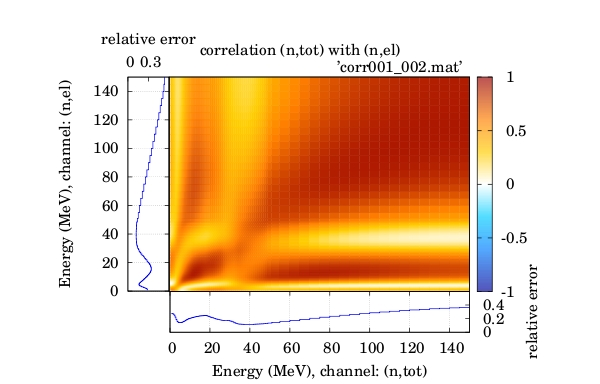 relative error
correlation (n,tot) with (n,el)
0 0.3
'corr001_002.mat'
140
120
100
80
60
40
20
0
Energy (MeV), channel: (n,el)
1
0.5
0
-0.5
-1
0.4
0.2
0
relative error
0 20 40 60 80 100 120 140
Energy (MeV), channel: (n,tot)